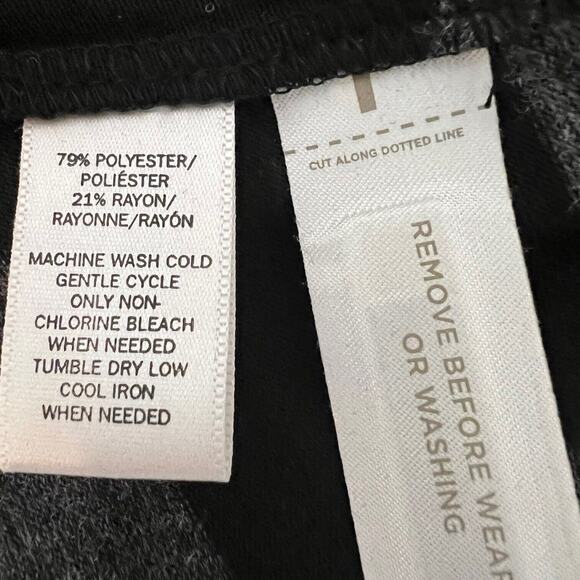 79% POLYESTER/
POLIÉSTER
21% RAYON/
RAYONNE/RAYÓN
MACHINE WASH COLD
GENTLE CYCLE
ONLY NON-
CHLORINE BLEACH
WHEN NEEDED
TUMBLE DRY LOW
COOL IRON
WHEN NEEDED
CUT ALONG DOTTED LINE
REMOVE BEFORE WEAR
OR WASHING